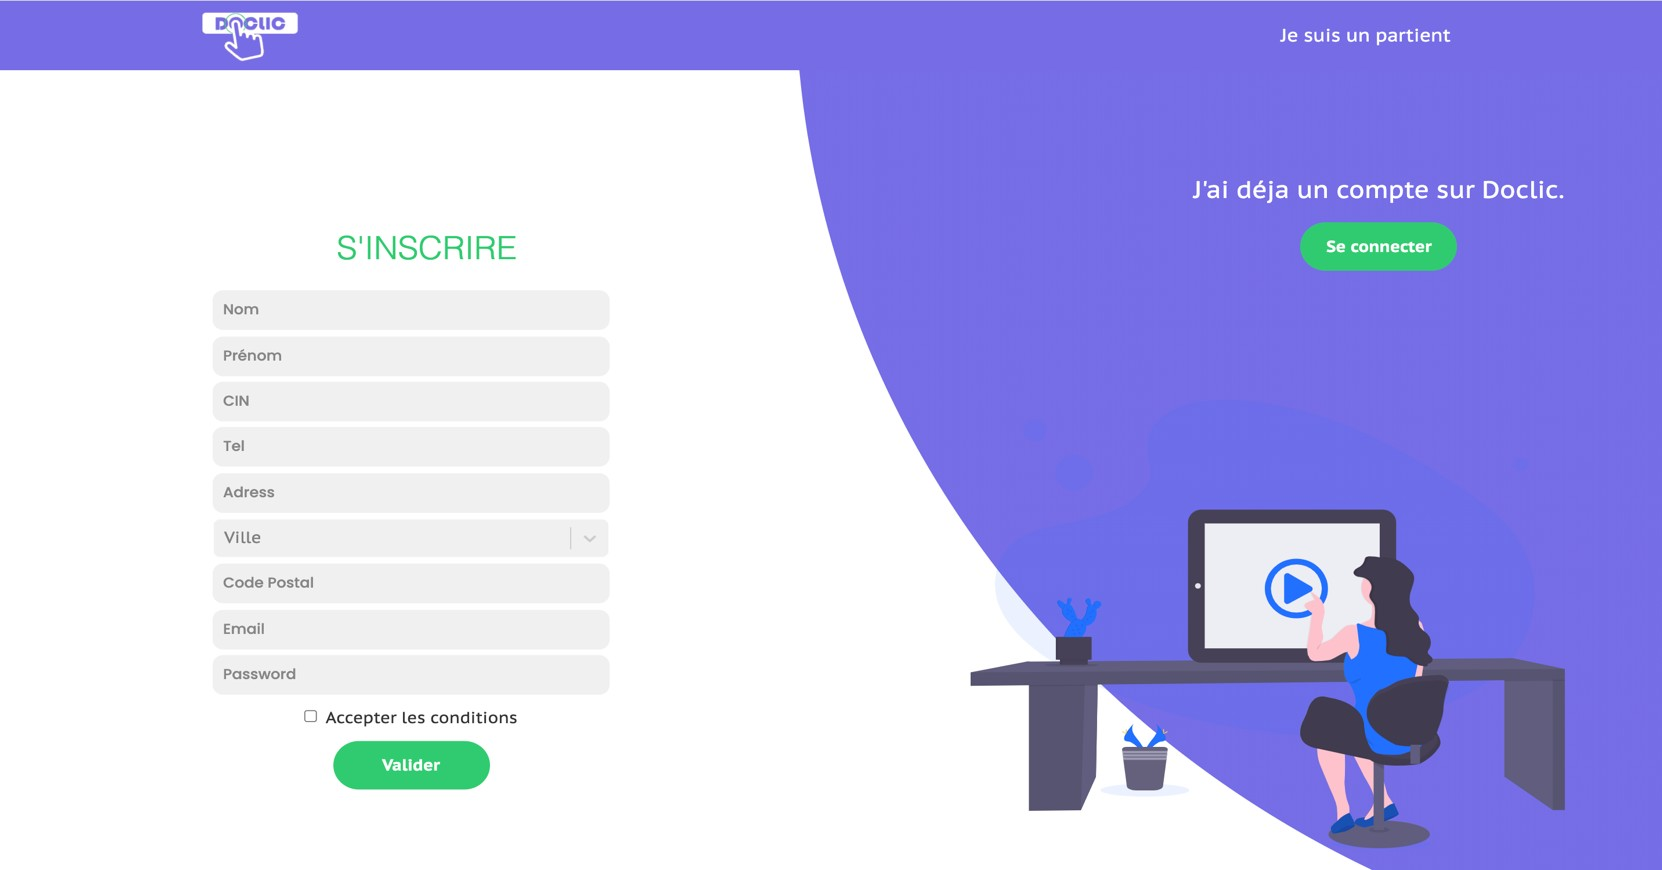 DOCLIC
Je suis un partient
J'ai déja un compte sur Doclic.
Se connecter
S'INSCRIRE
Nom
Prénom
CIN
Tel
Adress
Ville
Code Postal
Email
Password
Accepter les conditions
Valider